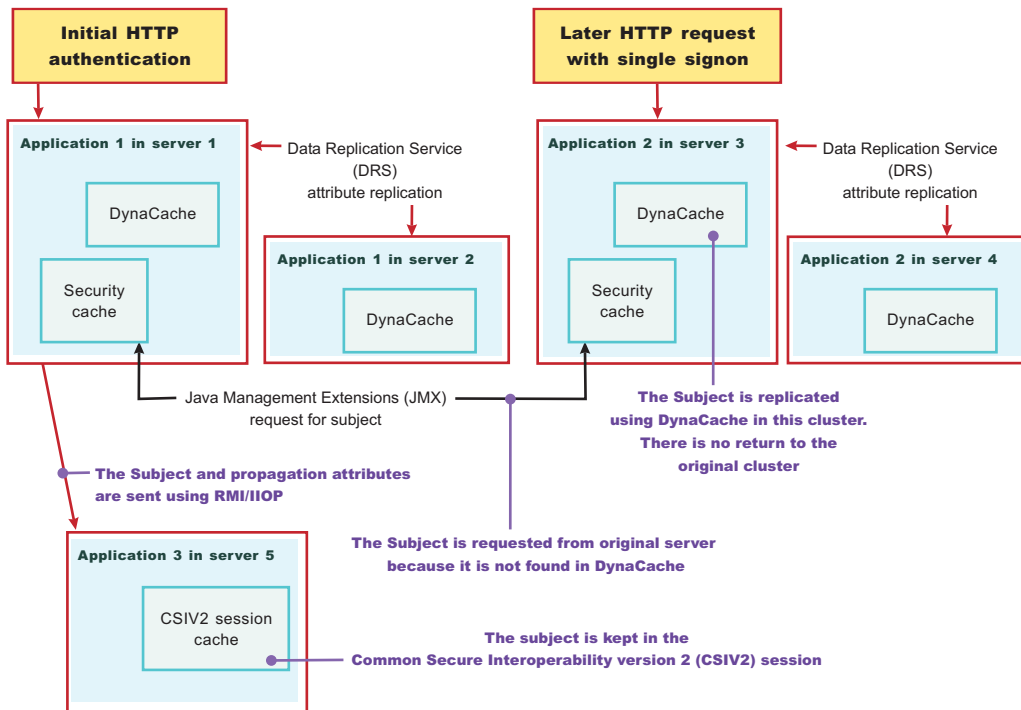 Initial HTTP
authentication
Later HTTP request
with single signon
Application 1 in server 1
DynaCache
Security
cache
Data Replication Service
(DRS)
attribute replication
Application 1 in server 2
DynaCache
Application 2 in server 3
DynaCache
Security
cache
Data Replication Service
(DRS)
attribute replication
Application 2 in server 4
DynaCache
Java Management Extensions (JMX)
request for subject
The Subject is replicated
using DynaCache in this cluster.
There is no return to the
original cluster
The Subject and propagation attributes
are sent using RMI/IIOP
The Subject is requested from original server
because it is not found in DynaCache
Application 3 in server 5
CSIV2 session
cache
The subject is kept in the
Common Secure Interoperability version 2 (CSIV2) session